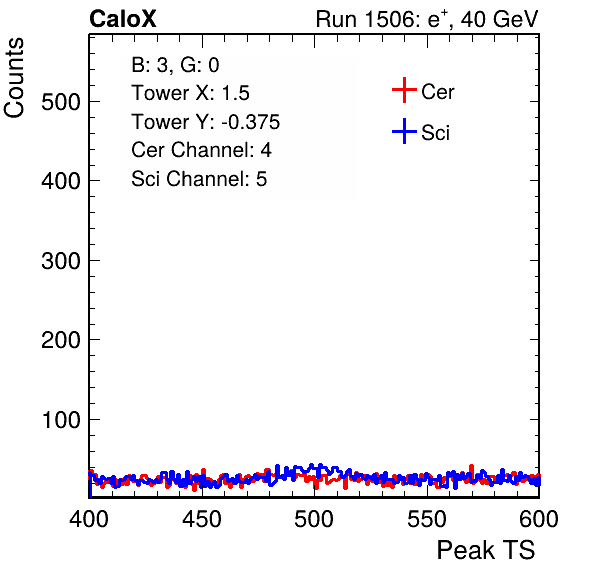 CaloX Run 1506: e⁺, 40 GeV
Counts
B: 3, G: 0
Tower X: 1.5
Tower Y: -0.375
Cer Channel: 4
Sci Channel: 5
Cer
Sci
500
400
300
200
100
400 450 500 550 600
Peak TS